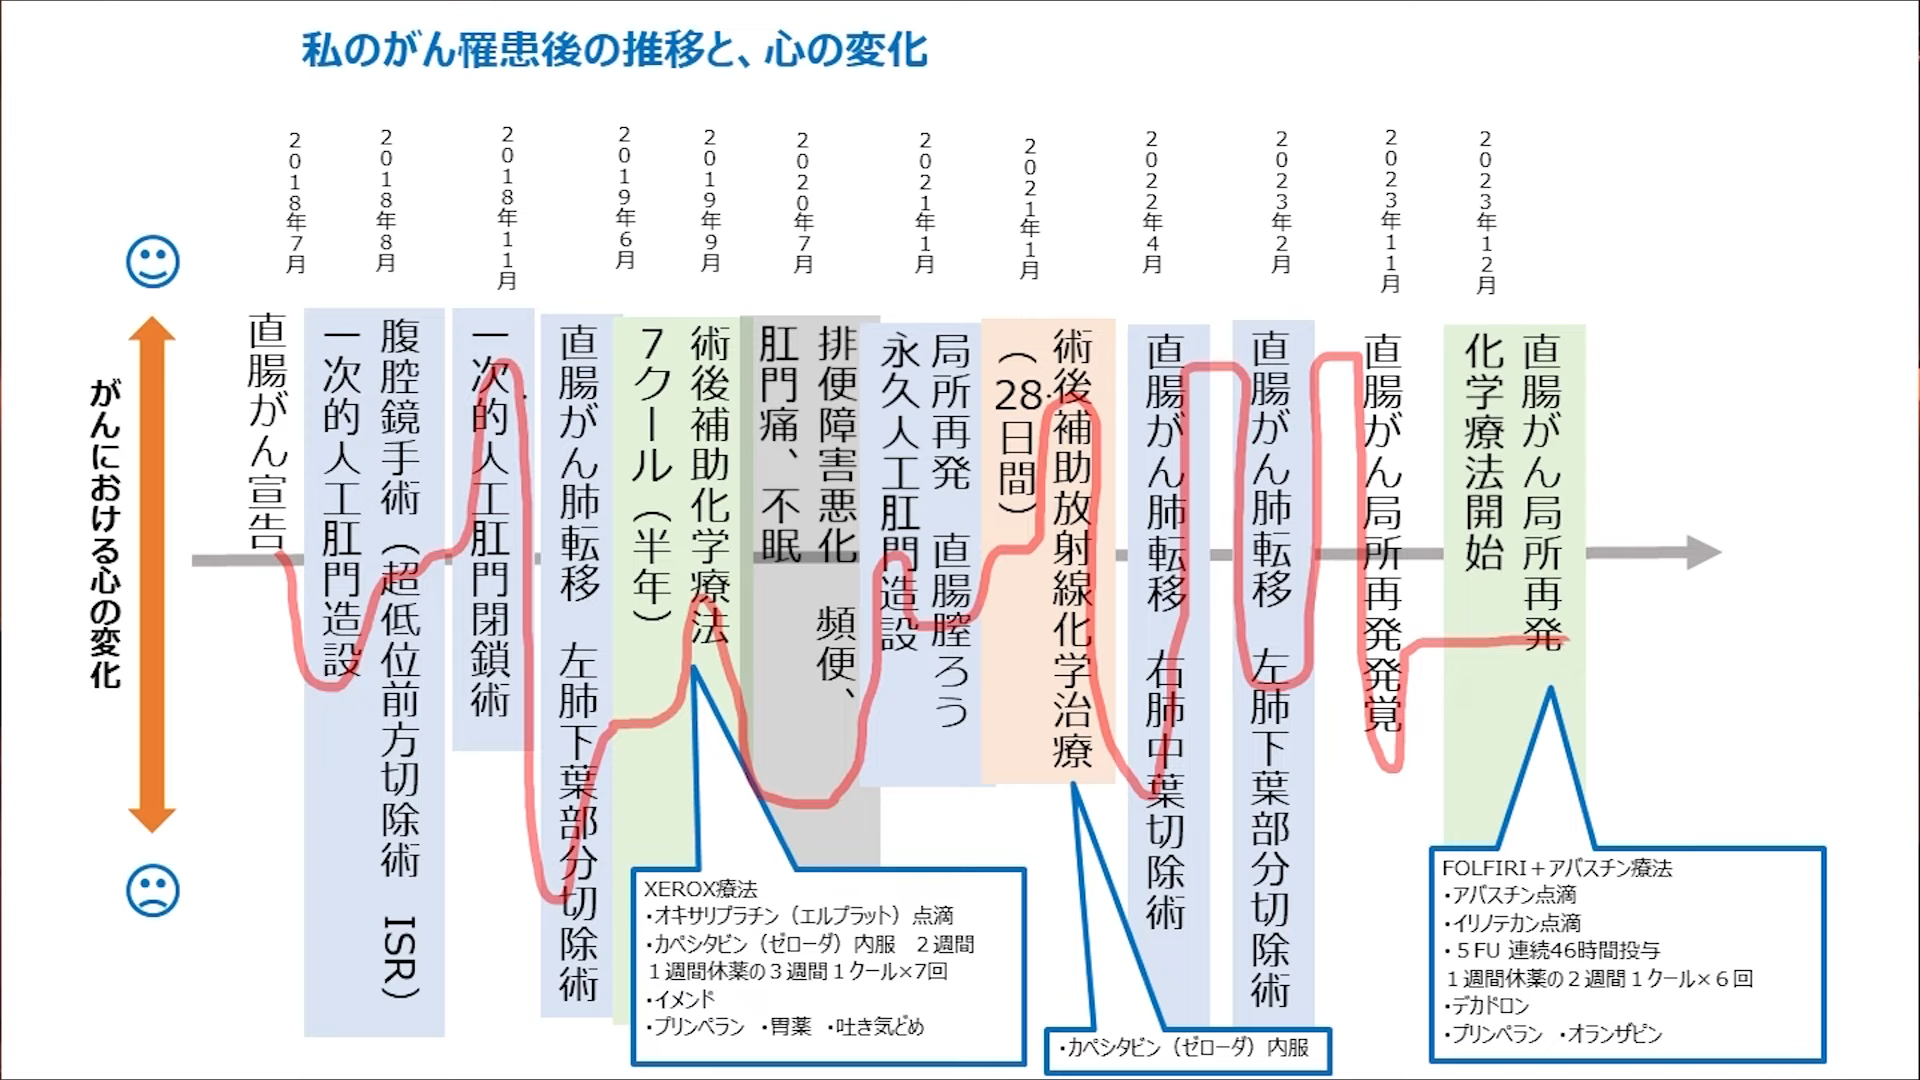 私のがん罹患後の推移と、心の変化
2018年7月
2018年8月
2018年11月
2019年6月
2019年9月
2020年7月
2021年1月
2021年1月
2022年4月
2023年2月
2023年11月
2023年12月
がんにおける心の変化
直腸がん宣告
腹腔鏡手術（超低位前方切除術　ISR）
一次的人工肛門造設
一次的人工肛門閉鎖術
直腸がん肺転移　左肺下葉部分切除術
術後補助化学療法
7クール（半年）
排便障害悪化　頻便、
肛門痛、不眠
局所再発　直腸膣ろう
永久人工肛門造設
術後補助放射線化学治療
（28日間）
直腸がん肺転移　右肺中葉切除術
直腸がん肺転移　左肺下葉部分切除術
直腸がん局所再発発覚
直腸がん局所再発
化学療法開始
XEROX療法
・オキサリプラチン（エルプラット）点滴
・カペシタビン（ゼローダ）内服　２週間
１週間休薬の３週間１クール×7回
・イメンド
・プリンペラン　・胃薬　・吐き気どめ
・カペシタビン（ゼローダ）内服
FOLFIRI＋アバスチン療法
・アバスチン点滴
・イリノテカン点滴
・５FU 連続46時間投与
１週間休薬の２週間１クール×６回
・デカドロン
・プリンペラン　・オランザピン